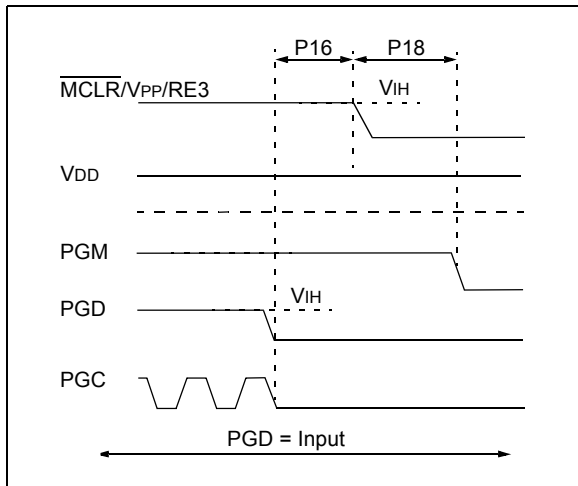 P16 P18
MCLR/VPP/RE3 VIH
VDD
PGM
PGD VIH
PGC
PGD = Input